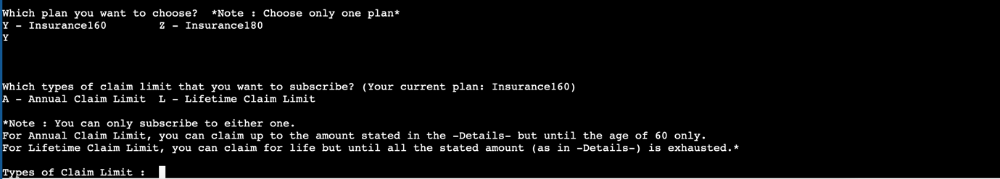 Which plan you want to choose?  *Note : Choose only one plan*
Y - Insurance160        Z - Insurance180
Y
Which types of claim limit that you want to subscribe? (Your current plan: Insurance160)
A - Annual Claim Limit  L - Lifetime Claim Limit
*Note : You can only subscribe to either one.
For Annual Claim Limit, you can claim up to the amount stated in the -Details- but until the age of 60 only.
For Lifetime Claim Limit, you can claim for life but until all the stated amount (as in -Details-) is exhausted.*
Types of Claim Limit :